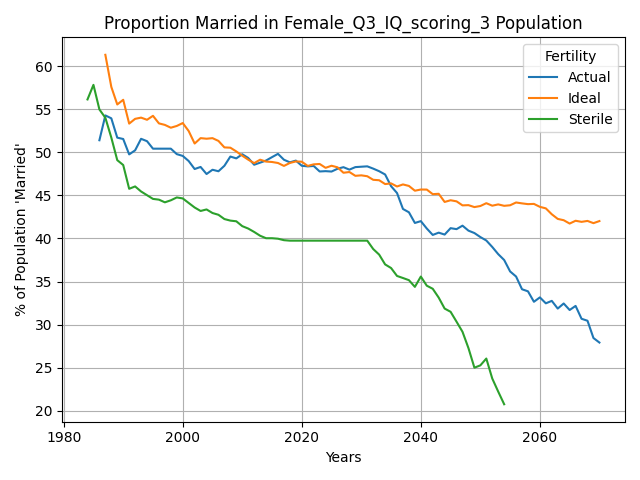 Proportion Married in Female_Q3_IQ_scoring_3 Population
% of Population 'Married'
60
55
50
45
40
35
30
25
20
Fertility
Actual
Ideal
Sterile
1980
2000
2020
2040
2060
Years